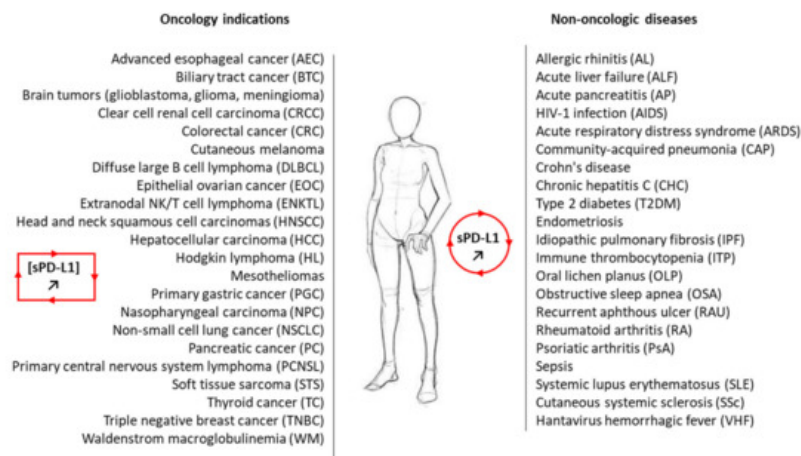 Oncology indications
Advanced esophageal cancer (AEC)
Biliary tract cancer (BTC)
Brain tumors (glioblastoma, glioma, meningioma)
Clear cell renal cell carcinoma (CRCC)
Colorectal cancer (CRC)
Cutaneous melanoma
Diffuse large B cell lymphoma (DLBCL)
Epithelial ovarian cancer (EOC)
Extranodal NK/T cell lymphoma (ENKTL)
Head and neck squamous cell carcinomas (HNSCC)
Hepatocellular carcinoma (HCC)
Hodgkin lymphoma (HL)
Mesotheliomas
Primary gastric cancer (PGC)
Nasopharyngeal carcinoma (NPC)
Non-small cell lung cancer (NSCLC)
Pancreatic cancer (PC)
Primary central nervous system lymphoma (PCNSL)
Soft tissue sarcoma (STS)
Thyroid cancer (TC)
Triple negative breast cancer (TNBC)
Waldenstrom macroglobulinemia (WM)
[sPD-L1]
↗
sPD-L1
↗
Non-oncologic diseases
Allergic rhinitis (AL)
Acute liver failure (ALF)
Acute pancreatitis (AP)
HIV-1 infection (AIDS)
Acute respiratory distress syndrome (ARDS)
Community-acquired pneumonia (CAP)
Crohn's disease
Chronic hepatitis C (CHC)
Type 2 diabetes (T2DM)
Endometriosis
Idiopathic pulmonary fibrosis (IPF)
Immune thrombocytopenia (ITP)
Oral lichen planus (OLP)
Obstructive sleep apnea (OSA)
Recurrent aphthous ulcer (RAU)
Rheumatoid arthritis (RA)
Psoriatic arthritis (PsA)
Sepsis
Systemic lupus erythematosus (SLE)
Cutaneous systemic sclerosis (SSc)
Hantavirus hemorrhagic fever (VHF)